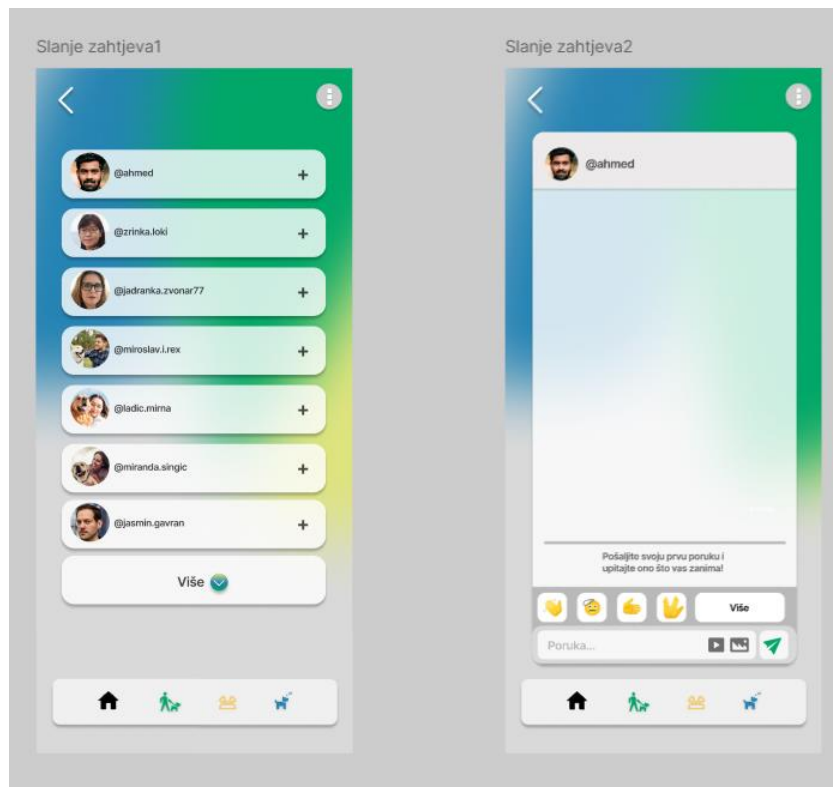 Slanje zahtjeva1
@ahmed
+
@zrinka.loki
+
@jadranka.zvonar77
+
@miroslav.i.rex
+
@ladic.mirna
+
@miranda.singic
+
@jasmin.gavran
+
Više
Slanje zahtjeva2
@ahmed
Pošaljite svoju prvu poruku i
upitajte ono što vas zanima!
Više
Poruka...